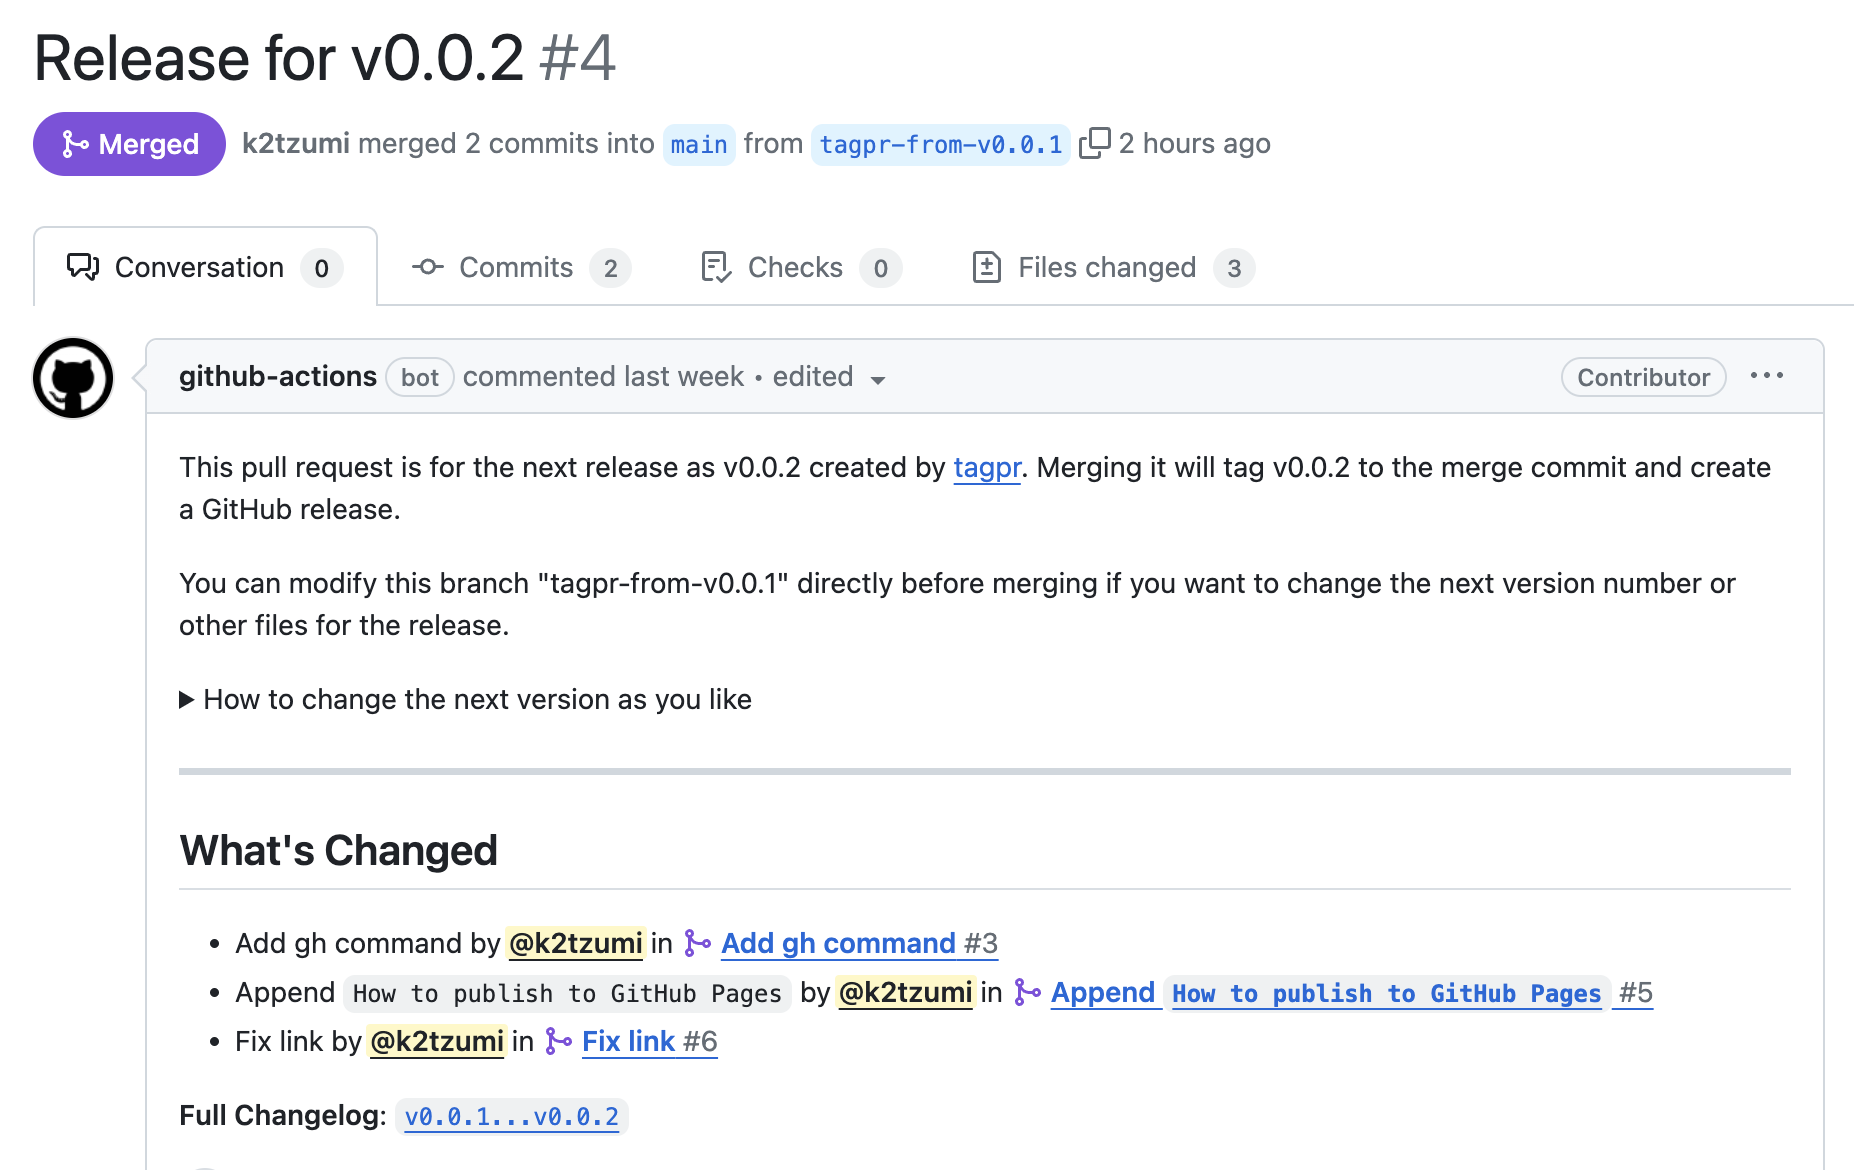 Release for v0.0.2 #4
Merged k2tzumi merged 2 commits into main from tagpr-from-v0.0.1 2 hours ago
Conversation 0 Commits 2 Checks 0 Files changed 3
github-actions bot commented last week • edited Contributor ...
This pull request is for the next release as v0.0.2 created by tagpr. Merging it will tag v0.0.2 to the merge commit and create
a GitHub release.
You can modify this branch "tagpr-from-v0.0.1" directly before merging if you want to change the next version number or
other files for the release.
How to change the next version as you like
What's Changed
• Add gh command by @k2tzumi in Add gh command #3
• Append How to publish to GitHub Pages by @k2tzumi in Append How to publish to GitHub Pages #5
• Fix link by @k2tzumi in Fix link #6
Full Changelog: v0.0.1...v0.0.2